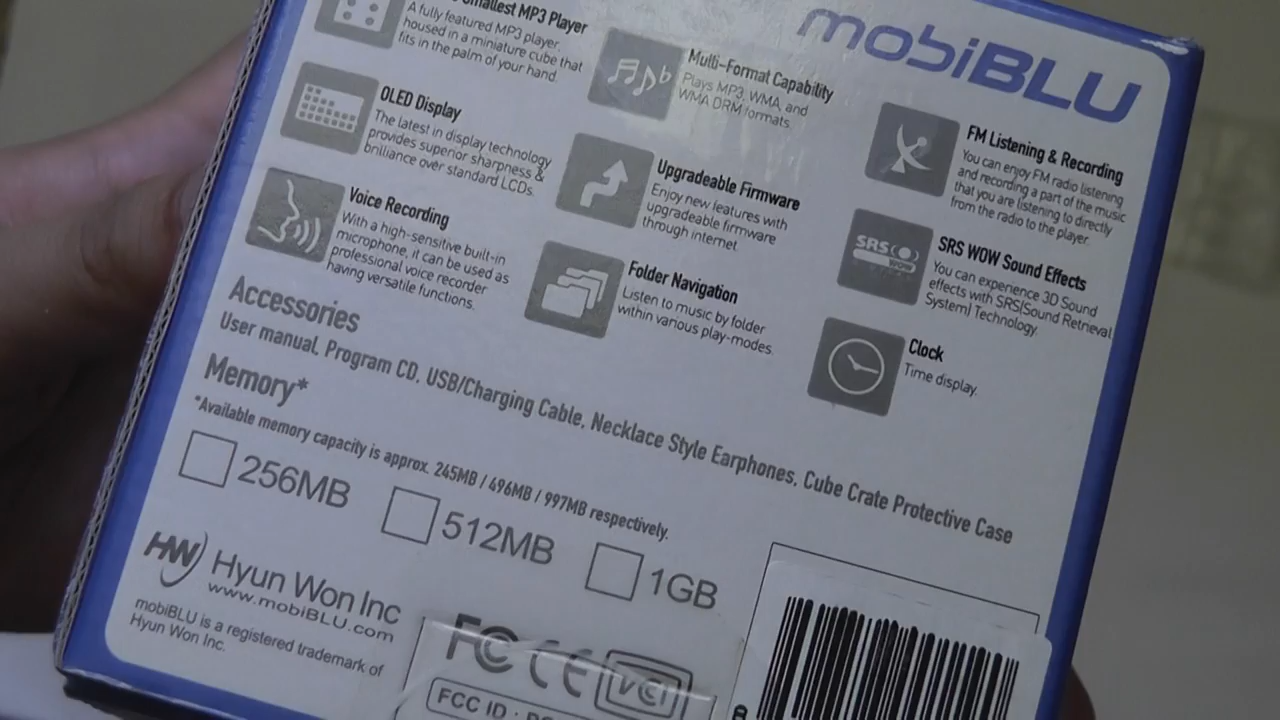 mobiBLU
Smallest MP3 Player
A fully featured MP3 player,
housed in a miniature cube that
fits in the palm of your hand.
OLED Display
The latest in display technology
provides superior sharpness &
brilliance over standard LCDs.
Voice Recording
With a high-sensitive built-in
microphone, it can be used as
professional voice recorder
having versatile functions.
Multi-Format Capability
Plays MP3, WMA, and
WMA DRM formats.
Upgradeable Firmware
Enjoy new features with
upgradeable firmware
through internet.
Folder Navigation
Listen to music by folder
within various play-modes.
FM Listening & Recording
You can enjoy FM radio listening
and recording a part of the music
that you are listening to directly
from the radio to the player.
SRS
WOW
SRS WOW Sound Effects
You can experience 3D Sound
effects with SRS(Sound Retrieval
System) Technology.
Clock
Time display.
Accessories
User manual, Program CD, USB/Charging Cable, Necklace Style Earphones, Cube Crate Protective Case
Memory*
*Available memory capacity is approx. 245MB / 496MB / 997MB respectively.
256MB
512MB
1GB
HW
Hyun Won Inc
www.mobiBLU.com
mobiBLU is a registered trademark of
Hyun Won Inc.
FC CE
FCC ID :
8